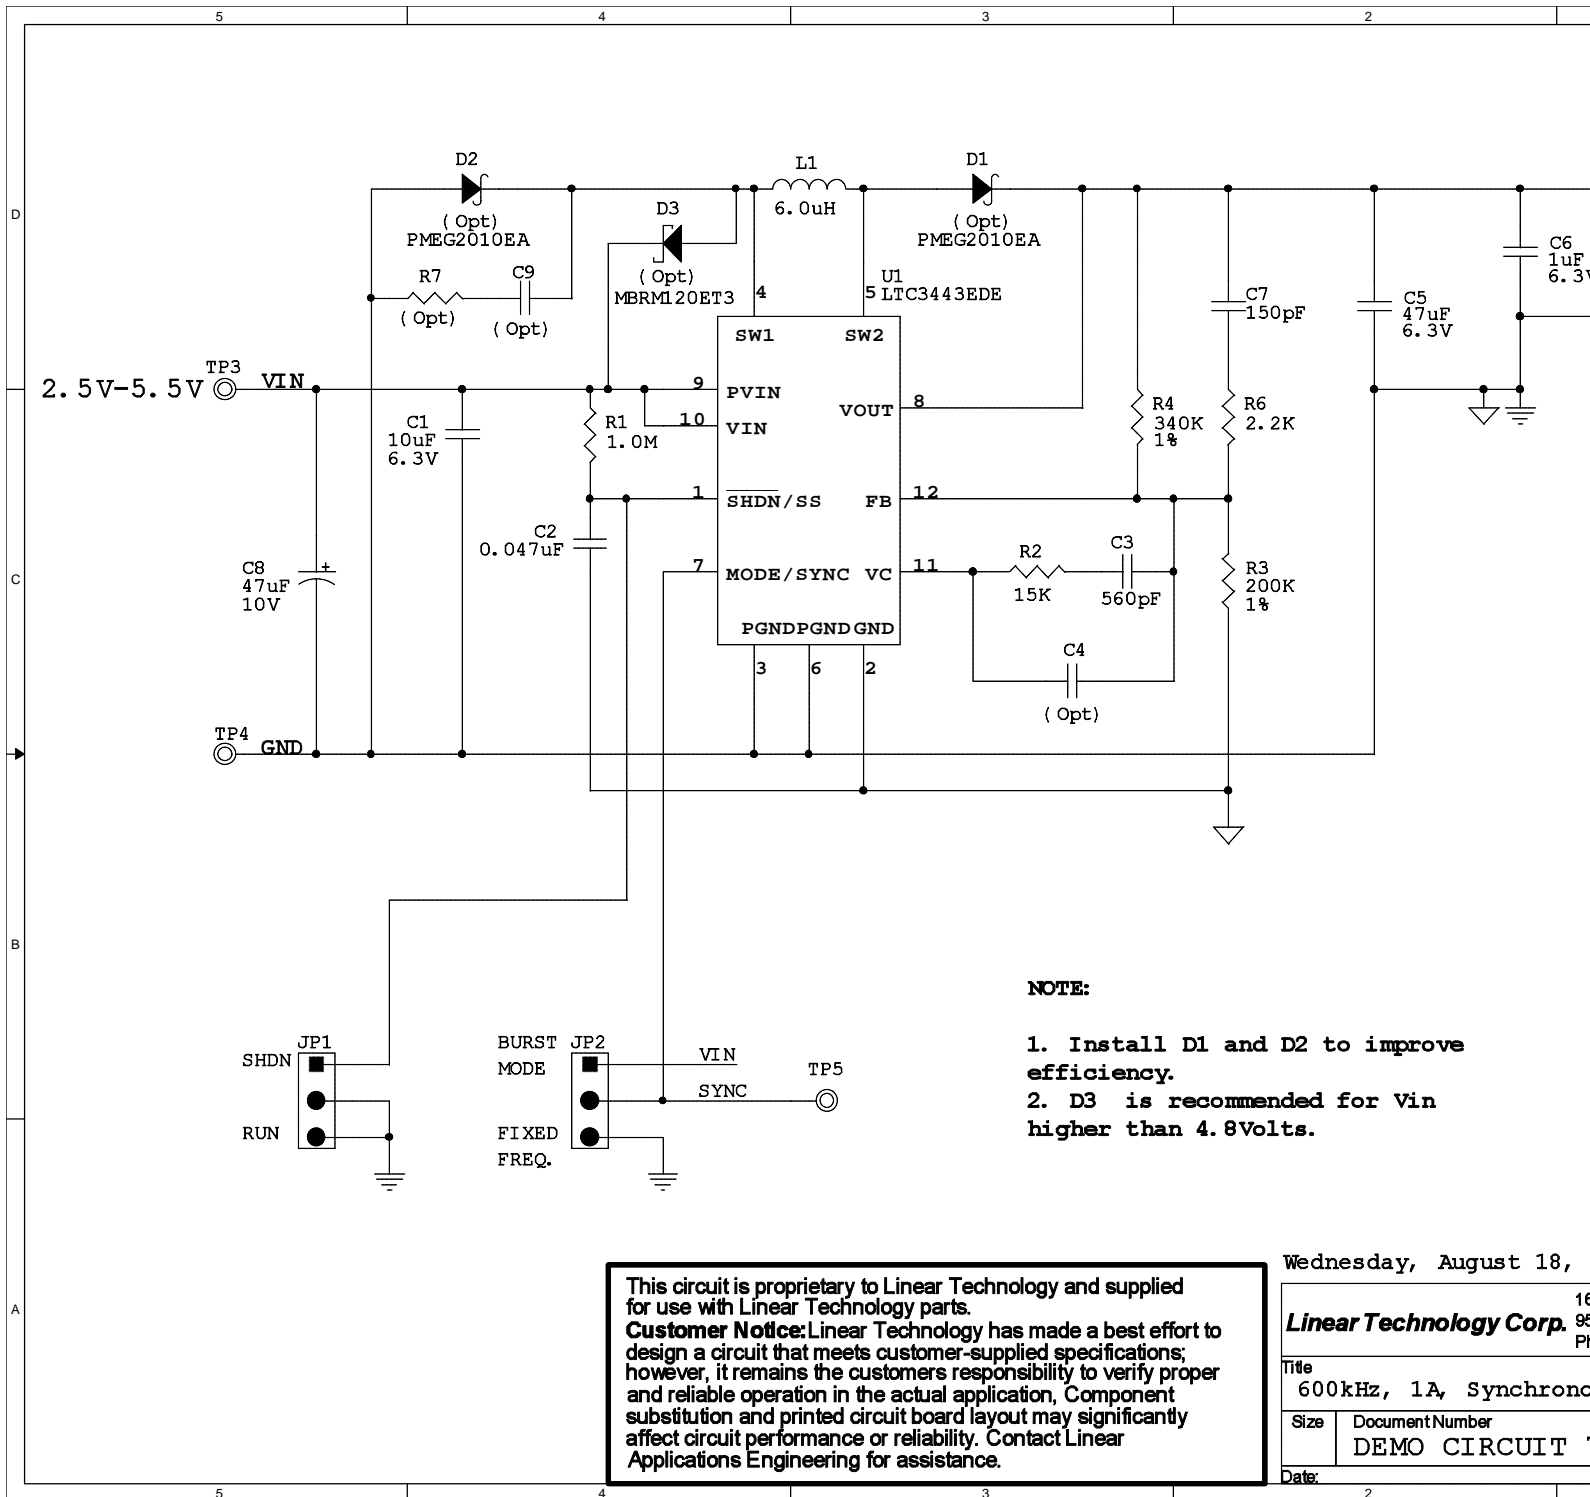 5 4 3 2
D
C
B
A
D2
(Opt)
PMEG2010EA
L1
6.0uH
D1
(Opt)
PMEG2010EA
D3
(Opt)
MBRM120ET3
R7
(Opt)
C9
(Opt)
4
5
U1
LTC3443EDE
C6
1uF
6.3V
C7
150pF
C5
47uF
6.3V
SW1 SW2
2.5V-5.5V
TP3
VIN
9 PVIN
10 VIN
VOUT 8
C1
10uF
6.3V
R1
1.0M
R4
340K
1%
R6
2.2K
1 SHDN/SS
FB 12
C2
0.047uF
C8
47uF
10V
+
7 MODE/SYNC
VC 11
R2
15K
C3
560pF
R3
200K
1%
PGND PGND GND
3 6 2
C4
(Opt)
TP4
GND
JP1
SHDN
RUN
BURST
MODE
JP2
FIXED
FREQ.
VIN
SYNC
TP5
NOTE:
1. Install D1 and D2 to improve
efficiency.
2. D3 is recommended for Vin
higher than 4.8Volts.
This circuit is proprietary to Linear Technology and supplied
for use with Linear Technology parts.
Customer Notice:Linear Technology has made a best effort to
design a circuit that meets customer-supplied specifications;
however, it remains the customers responsibility to verify proper
and reliable operation in the actual application, Component
substitution and printed circuit board layout may significantly
affect circuit performance or reliability. Contact Linear
Applications Engineering for assistance.
Wednesday, August 18,
Linear Technology Corp.
16
95
Title
600kHz, 1A,
Size
Document Number
DEMO CIRCUIT
Date:
5 4 3 2